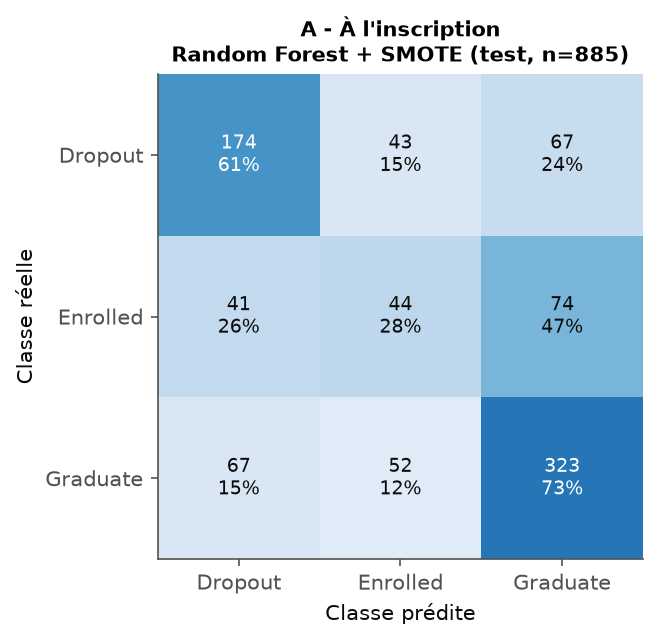 A - À l'inscription
Random Forest + SMOTE (test, n=885)
Classe réelle
Dropout
174
61%
43
15%
67
24%
Enrolled
41
26%
44
28%
74
47%
Graduate
67
15%
52
12%
323
73%
Dropout
Enrolled
Graduate
Classe prédite